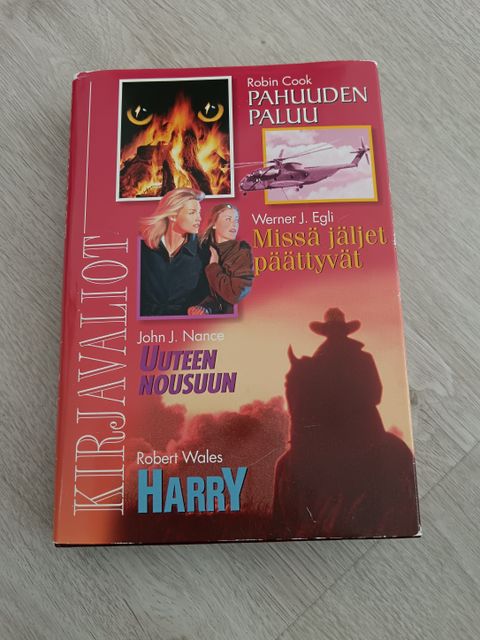 KIRJAVALIOT
Robin Cook
PAHUUDEN
PALUU
Werner J. Egli
Missä jäljet
päättyvät
John J. Nance
UUTEEN
NOUSUUN
Robert Wales
HARRY